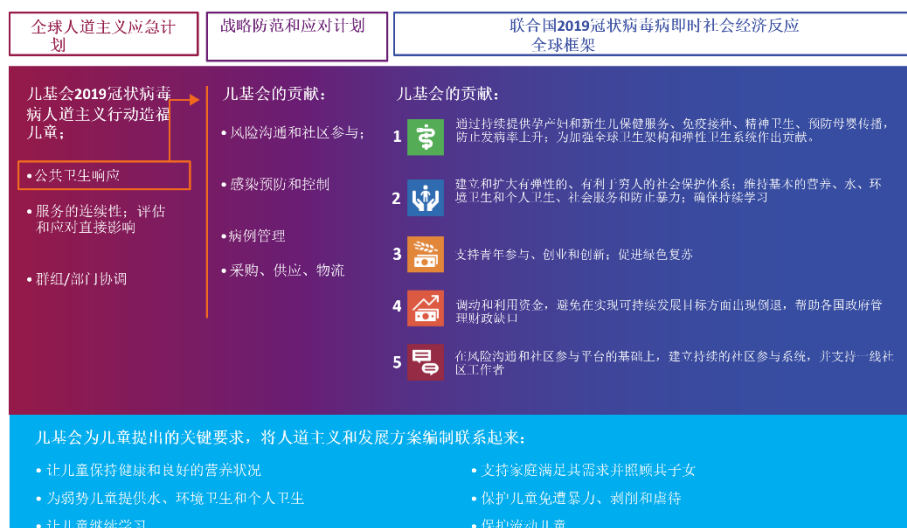 全球人道主义应急计
划
战略防范和应对计划
联合国2019冠状病毒病即时社会经济反应
全球框架
儿基会2019冠状病毒
病人道主义行动造福
儿童；
•公共卫生响应
•服务的连续性；评估
和应对直接影响
•群组/部门协调
儿基会的贡献：
•风险沟通和社区参与；
•感染预防和控制
•病例管理
•采购、供应、物流
儿基会的贡献：
1 通过持续提供孕产妇和新生儿保健服务、免疫接种、精神卫生、预防母婴传播，
防止发病率上升；为加强全球卫生架构和弹性卫生系统作出贡献。
2 建立和扩大有弹性的、有利于穷人的社会保护体系；维持基本的营养、水、环
境卫生和个人卫生、社会服务和防止暴力；确保持续学习
3 支持青年参与、创业和创新；促进绿色复苏
4 调动和利用资金，避免在实现可持续发展目标方面出现倒退，帮助各国政府管
理财政缺口
5 在风险沟通和社区参与平台的基础上，建立持续的社区参与系统，并支持一线社
区工作者
儿基会为儿童提出的关键要求，将人道主义和发展方案编制联系起来：
•让儿童保持健康和良好的营养状况
•为弱势儿童提供水、环境卫生和个人卫生
•让儿童继续学习
•支持家庭满足其需求并照顾其子女
•保护儿童免遭暴力、剥削和虐待
•保护流动儿童